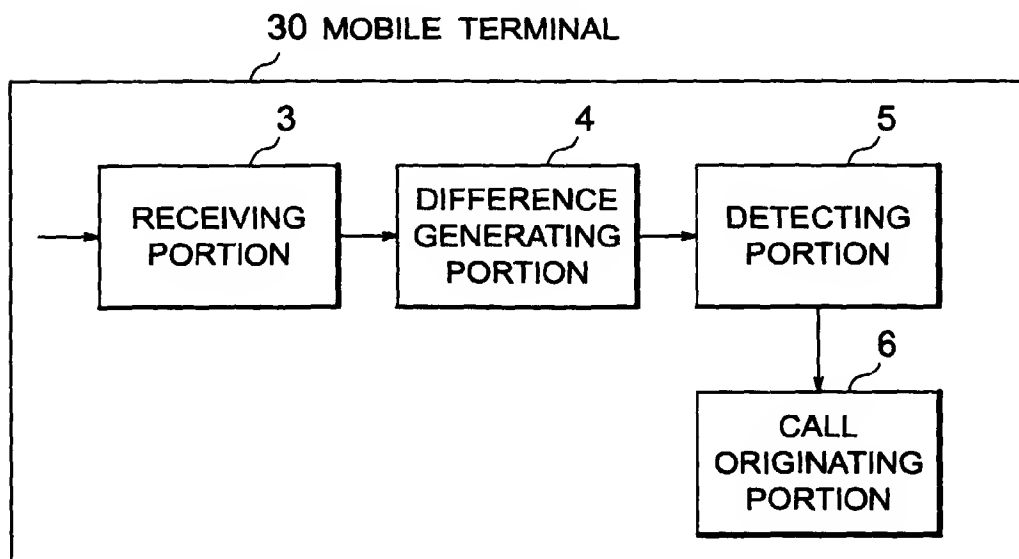 30 MOBILE TERMINAL
3
RECEIVING
PORTION
4
DIFFERENCE
GENERATING
PORTION
5
DETECTING
PORTION
6
CALL
ORIGINATING
PORTION